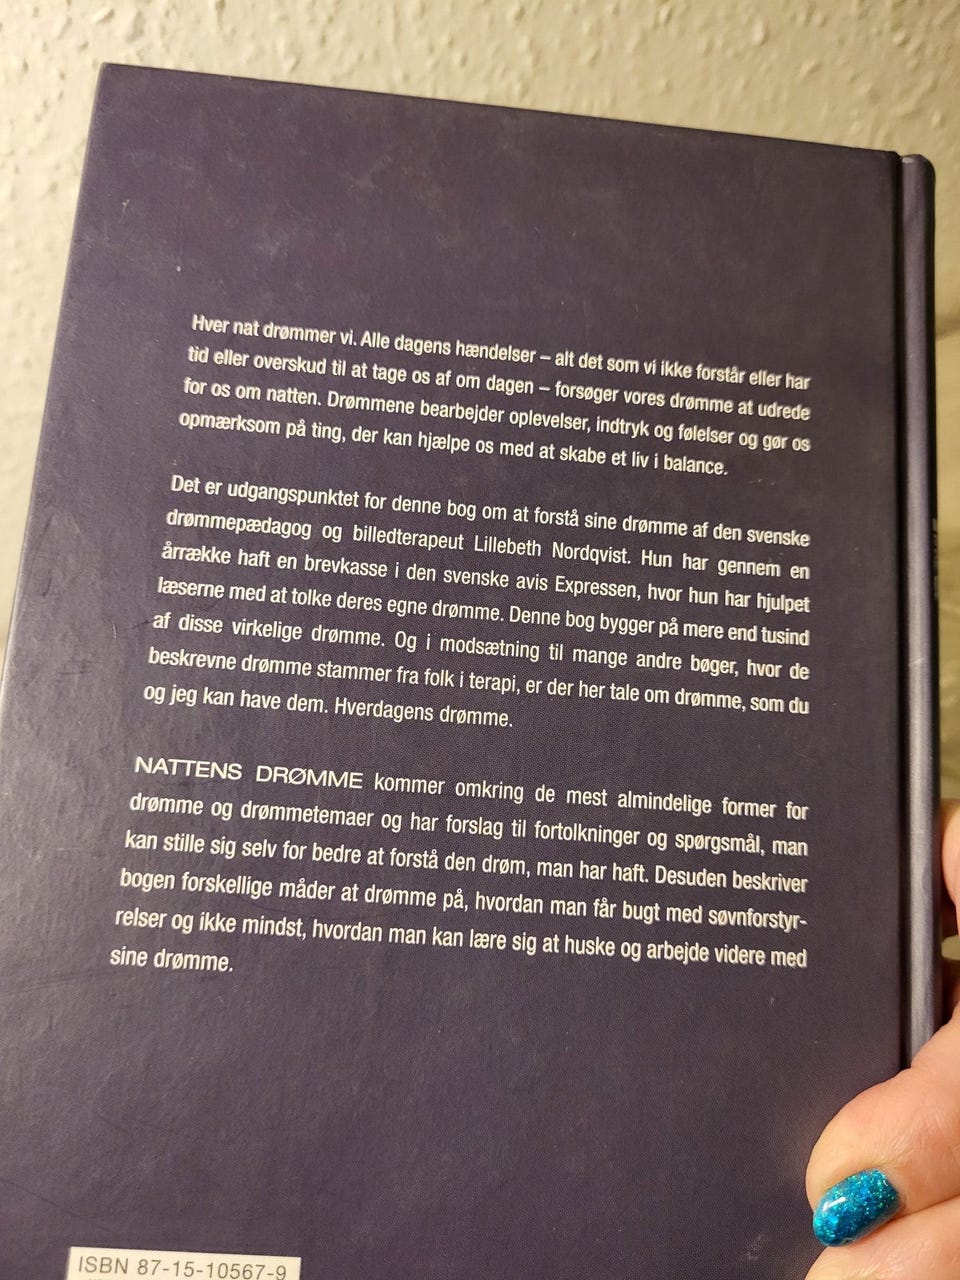 Hver nat drømmer vi. Alle dagens hændelser – alt det som vi ikke forstår eller har
tid eller overskud til at tage os af om dagen – forsøger vores drømme at udrede
for os om natten. Drømmene bearbejder oplevelser, indtryk og følelser og gør os
opmærksom på ting, der kan hjælpe os med at skabe et liv i balance.
Det er udgangspunktet for denne bog om at forstå sine drømme af den svenske
drømmepædagog og billedterapeut Lillebeth Nordqvist. Hun har gennem en
årrække haft en brevkasse i den svenske avis Expressen, hvor hun har hjulpet
læserne med at tolke deres egne drømme. Denne bog bygger på mere end tusind
af disse virkelige drømme. Og i modsætning til mange andre bøger, hvor de
beskrevne drømme stammer fra folk i terapi, er der her tale om drømme, som du
og jeg kan have dem. Hverdagens drømme.
NATTENS DRØMME kommer omkring de mest almindelige former for
drømme og drømmetemaer og har forslag til fortolkninger og spørgsmål, man
kan stille sig selv for bedre at forstå den drøm, man har haft. Desuden beskriver
bogen forskellige måder at drømme på, hvordan man får bugt med søvnforstyr-
relser og ikke mindst, hvordan man kan lære sig at huske og arbejde videre med
sine drømme.
ISBN 87-15-10567-9